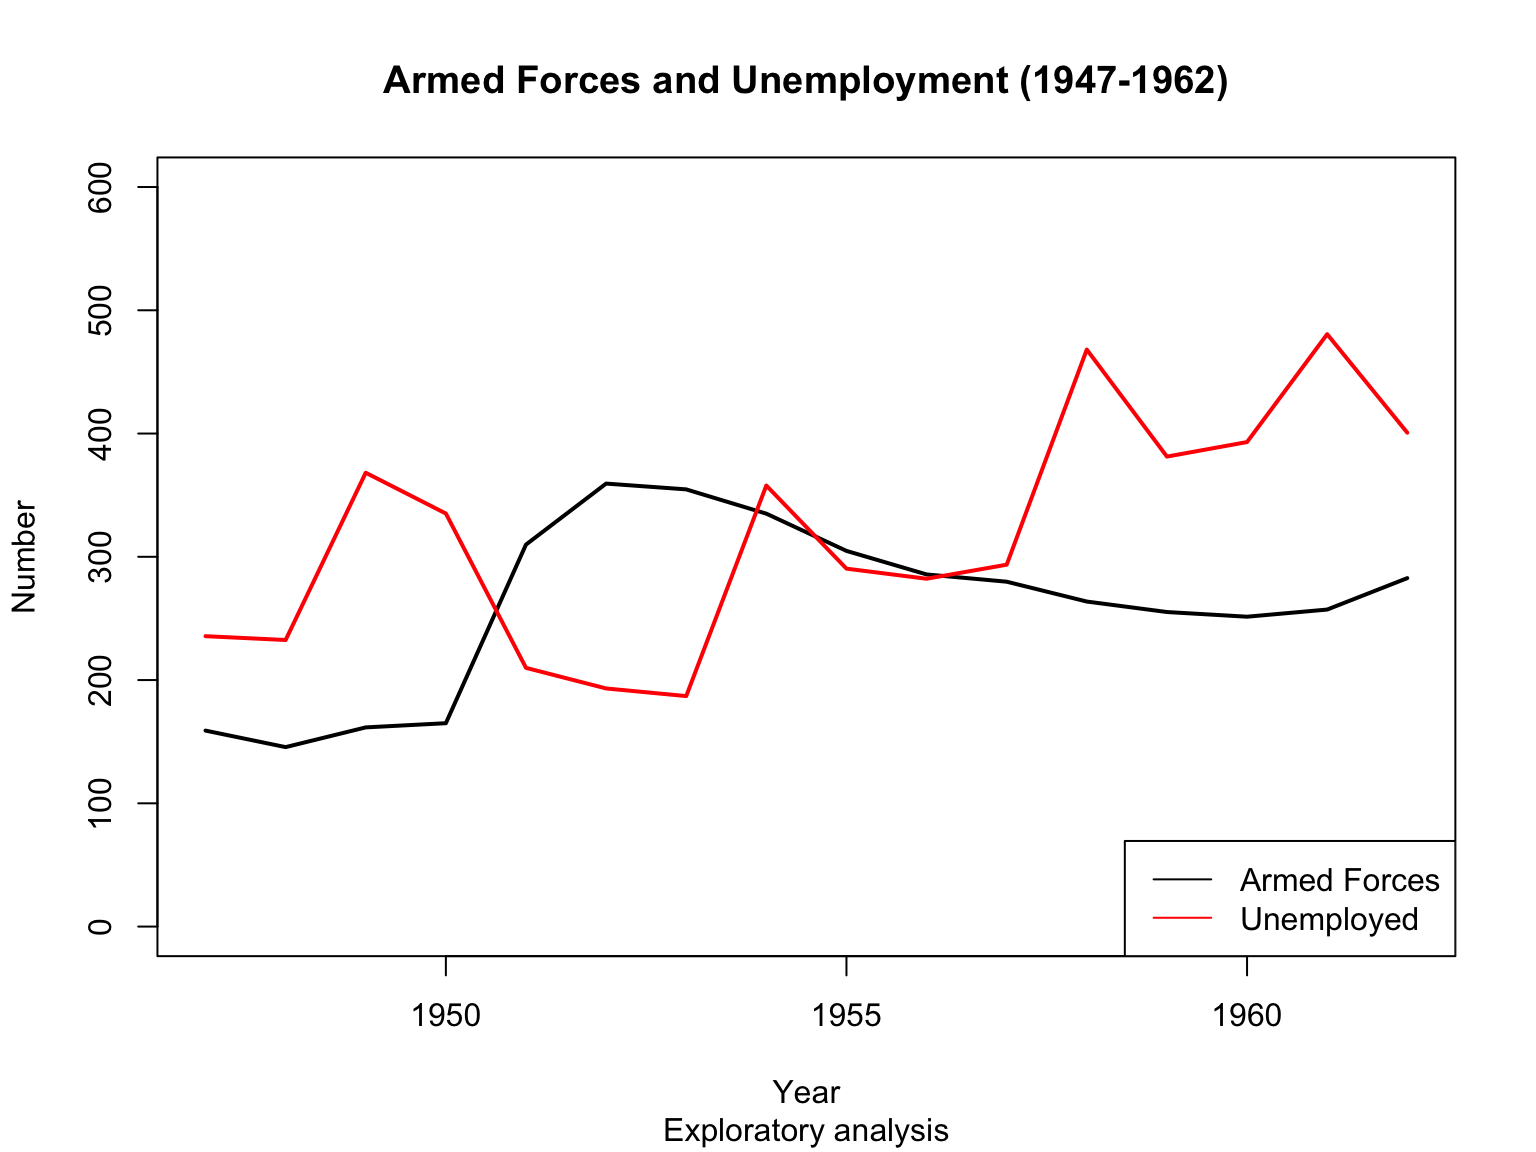 Armed Forces and Unemployment (1947-1962)
600
500
400
300
200
100
0
Number
Armed Forces
Unemployed
1950
1955
1960
Year
Exploratory analysis